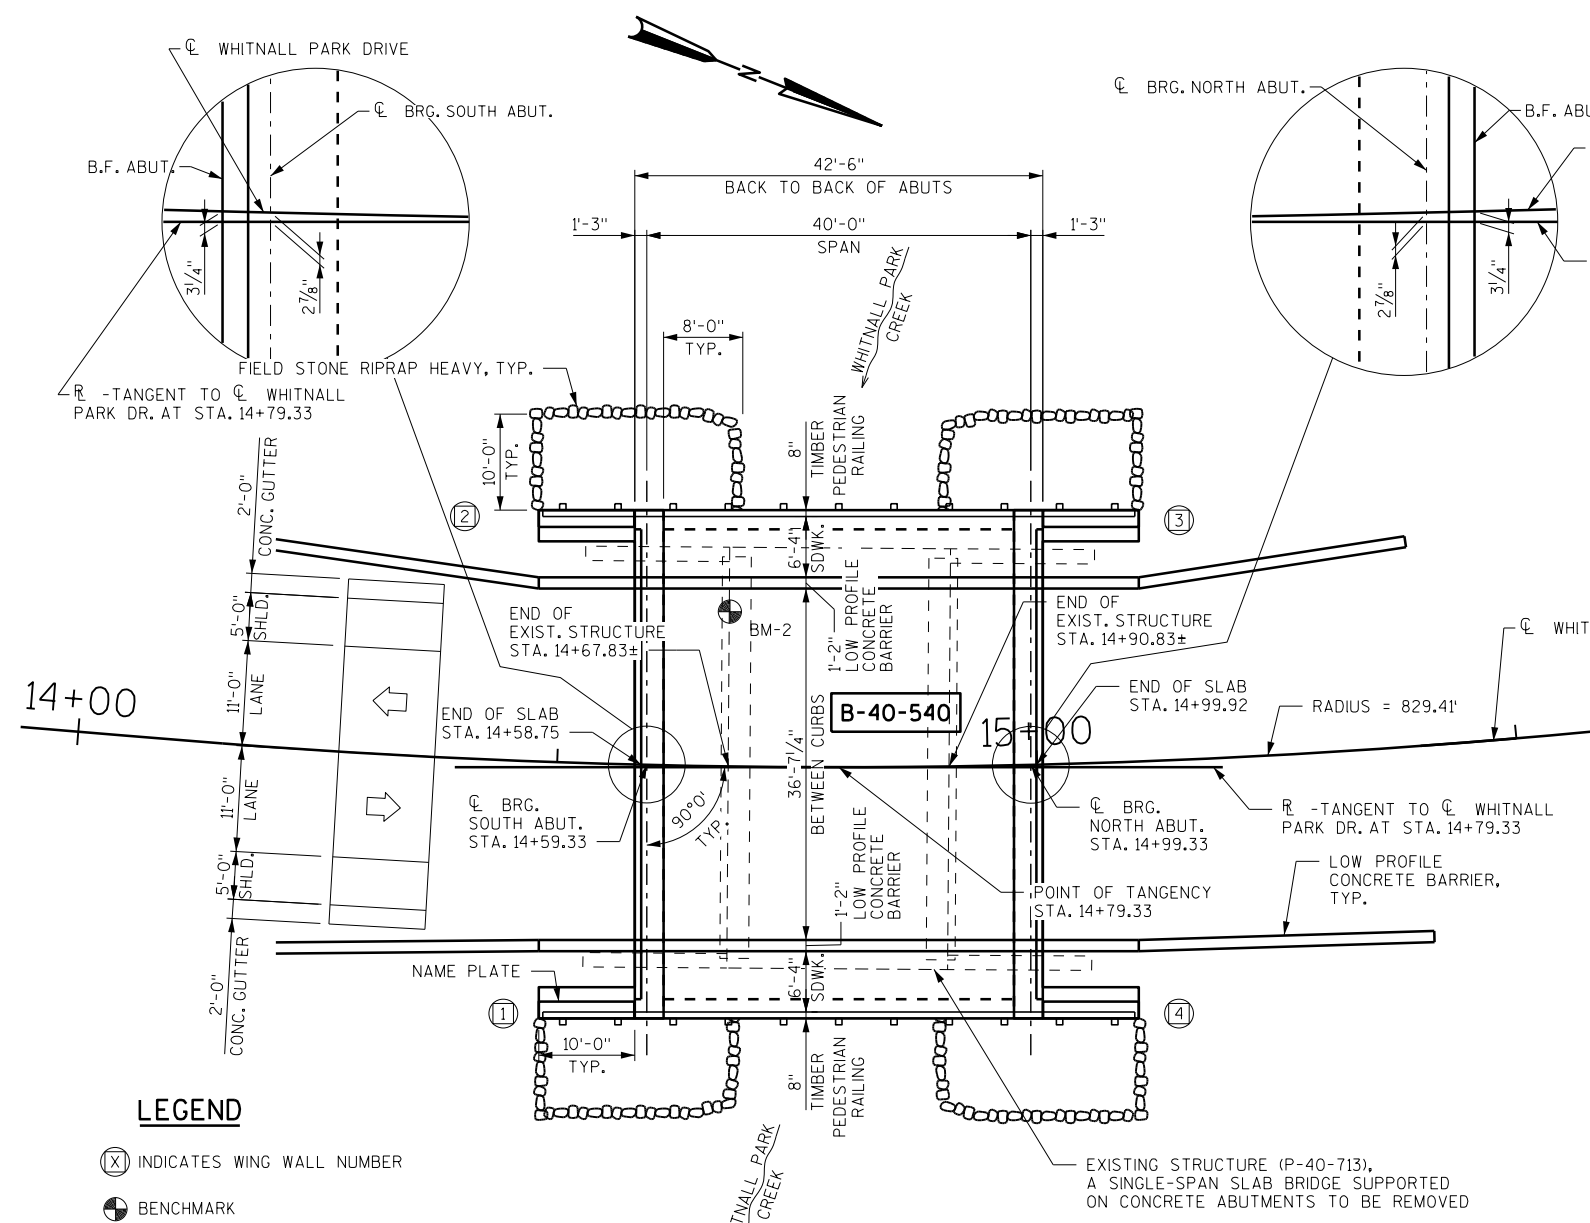 ℄ WHITNALL PARK DRIVE
℄ BRG. SOUTH ABUT.
B.F. ABUT.
3 1/4"
2 7/8"
℞ -TANGENT TO ℄ WHITNALL
PARK DR. AT STA. 14+79.33
N
℄ BRG. NORTH ABUT.
B.F. ABU
2 7/8"
3 1/4"
42'-6"
BACK TO BACK OF ABUTS
1'-3"
40'-0"
SPAN
1'-3"
WHITNALL PARK
CREEK
8'-0"
TYP.
FIELD STONE RIPRAP HEAVY, TYP.
10'-0"
TYP.
8"
TIMBER
PEDESTRIAN
RAILING
2
3
2'-0"
CONC. GUTTER
5'-0"
SHLD.
11'-0"
LANE
11'-0"
LANE
5'-0"
SHLD.
2'-0"
CONC. GUTTER
6'-4"
SDWK.
1'-2"
LOW PROFILE
CONCRETE
BARRIER
END OF
EXIST. STRUCTURE
STA. 14+67.83±
BM-2
END OF
EXIST. STRUCTURE
STA. 14+90.83±
℄ WHIT
14+00
END OF SLAB
STA. 14+58.75
36'-7 1/4"
BETWEEN CURBS
B-40-540
15+00
END OF SLAB
STA. 14+99.92
RADIUS = 829.41'
℄ BRG.
SOUTH ABUT.
STA. 14+59.33
90°0'
TYP.
℄ BRG.
NORTH ABUT.
STA. 14+99.33
℞ -TANGENT TO ℄ WHITNALL
PARK DR. AT STA. 14+79.33
POINT OF TANGENCY
STA. 14+79.33
LOW PROFILE
CONCRETE BARRIER,
TYP.
1'-2"
LOW PROFILE
CONCRETE
BARRIER
6'-4"
SDWK.
NAME PLATE
1
4
10'-0"
TYP.
8"
TIMBER
PEDESTRIAN
RAILING
TNALL PARK
CREEK
EXISTING STRUCTURE (P-40-713),
A SINGLE-SPAN SLAB BRIDGE SUPPORTED
ON CONCRETE ABUTMENTS TO BE REMOVED
LEGEND
X INDICATES WING WALL NUMBER
BENCHMARK